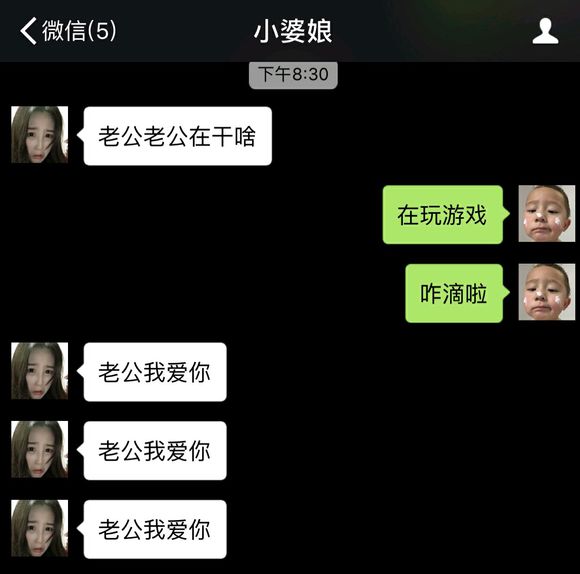 微信(5)
小婆娘
下午8:30
老公老公在干啥
在玩游戏
咋滴啦
老公我爱你
老公我爱你
老公我爱你